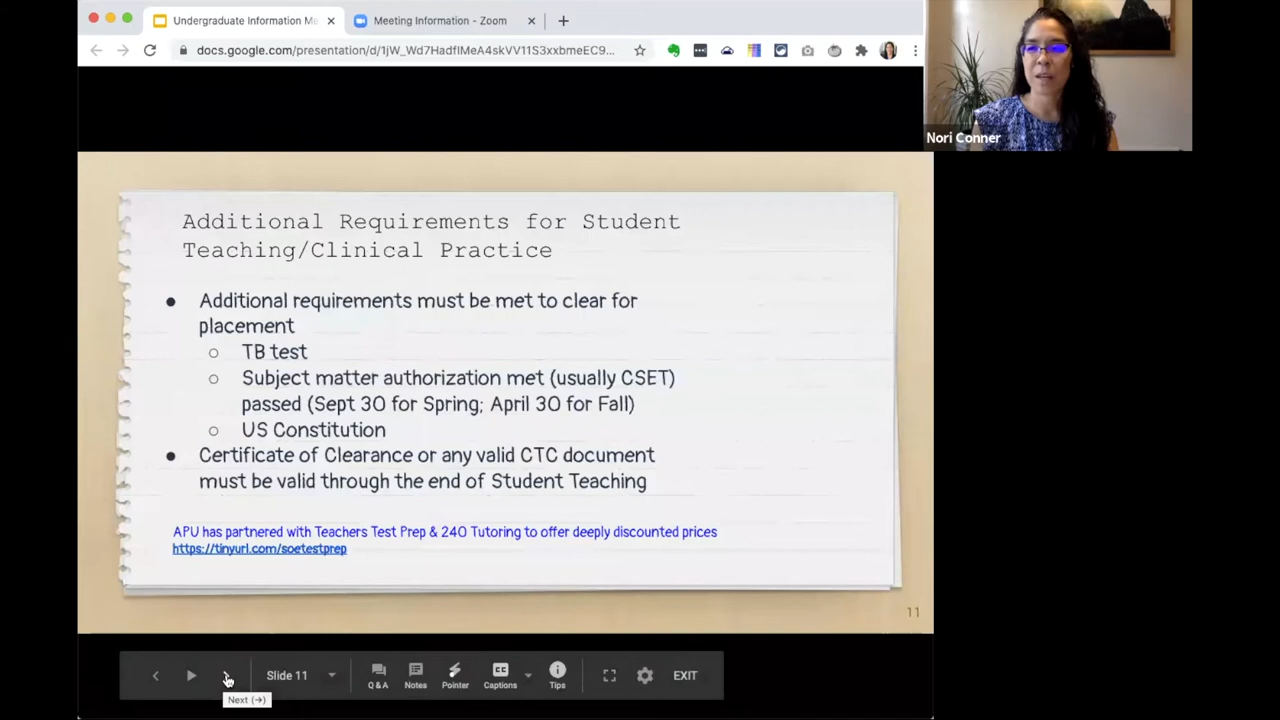 Undergraduate Information Me
Meeting Information - Zoom
docs.google.com/presentation/d/1jW_Wd7HadfIMeA4skVV11S3xxbmeEC9...
Nori Conner
Additional Requirements for Student
Teaching/Clinical Practice
● Additional requirements must be met to clear for
placement
○ TB test
○ Subject matter authorization met (usually CSET)
passed (Sept 30 for Spring; April 30 for Fall)
○ US Constitution
● Certificate of Clearance or any valid CTC document
must be valid through the end of Student Teaching
APU has partnered with Teachers Test Prep & 240 Tutoring to offer deeply discounted prices
https://tinyurl.com/soetestprep
11
Slide 11
Q & A
Notes
Pointer
Captions
Tips
EXIT
Next (→)